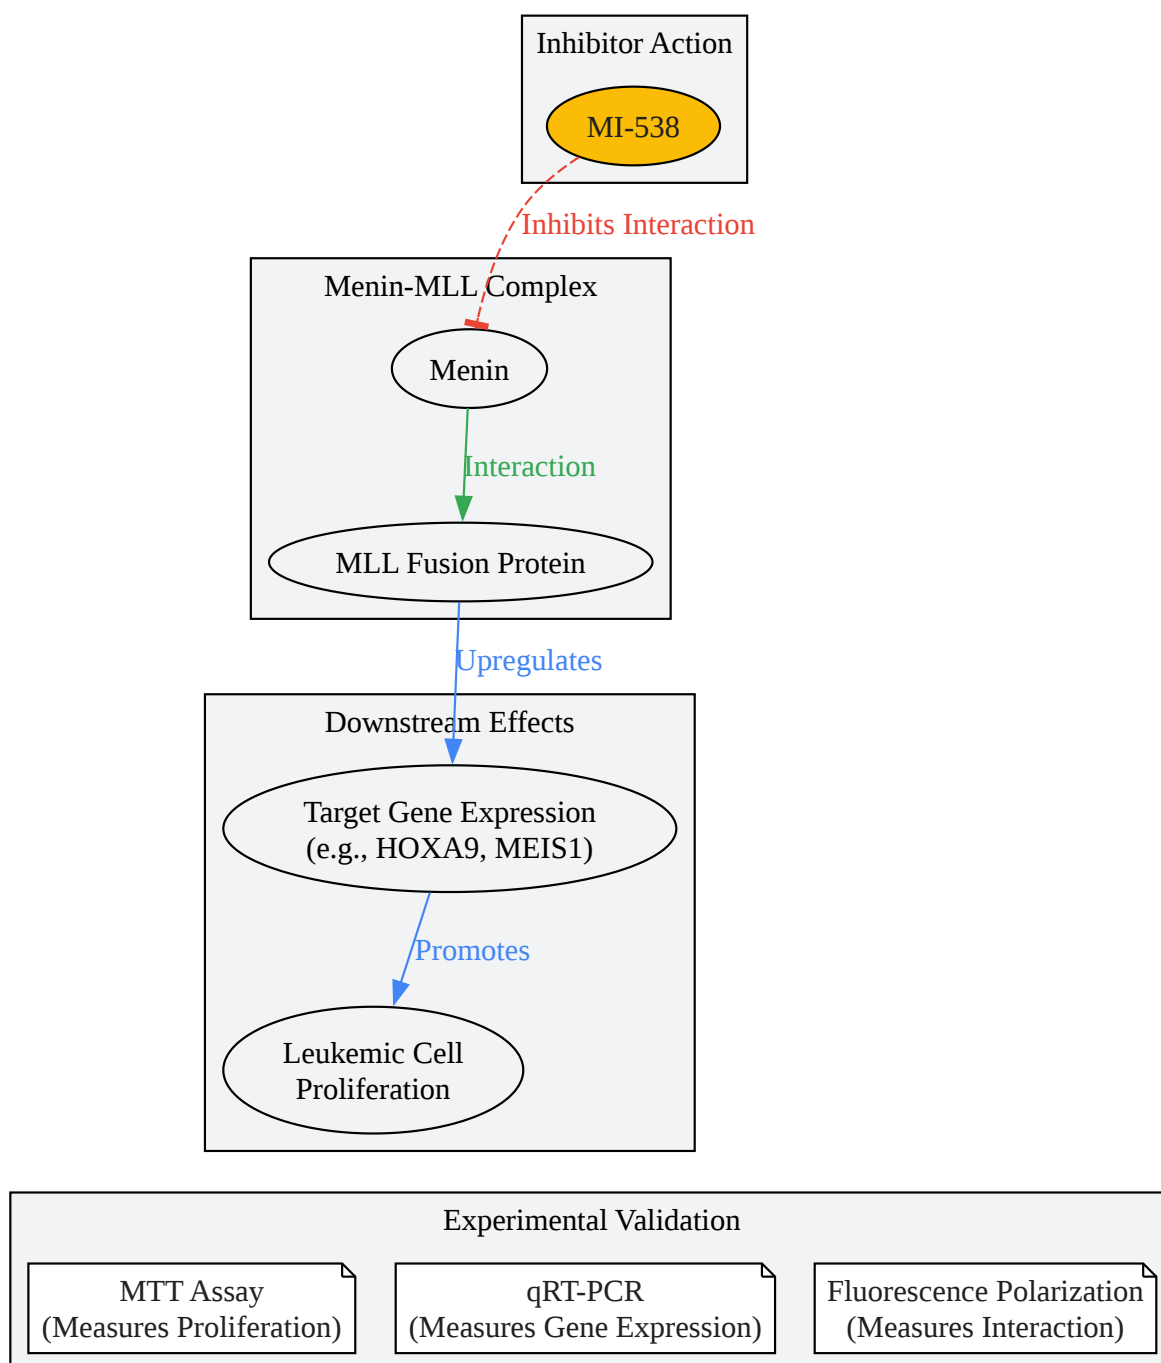 Inhibitor Action
MI-538
Inhibits Interaction
Menin-MLL Complex
Menin
Interaction
MLL Fusion Protein
Upregulates
Downstream Effects
Target Gene Expression
(e.g., HOXA9, MEIS1)
Promotes
Leukemic Cell
Proliferation
Experimental Validation
MTT Assay
(Measures Proliferation)
qRT-PCR
(Measures Gene Expression)
Fluorescence Polarization
(Measures Interaction)